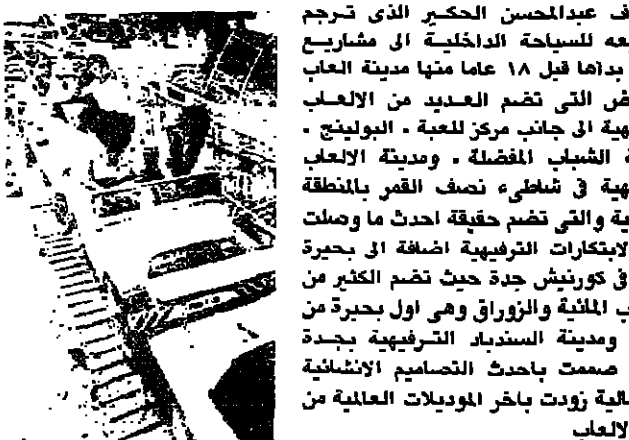 ف عبدالمحسن الحكير الذى ترجم
عه للسياحة الداخلية الى مشاريع
بدأها قبل ١٨ عاما منها مدينة العاب
ض التى تضم العديد من الالعاب
هية الى جانب مركز للعبة . البولينج .
ة الشباب المفضلة . ومدينة الالعاب
هية فى شاطىء نصف القمر بالمنطقة
ية والتى تضم حقيقة احدث ما وصلت
لابتكارات الترفيهية اضافة الى بحيرة
فى كورنيش جدة حيث تضم الكثير من
ب المائية والزوراق وهى اول بحيرة من
ومدينة السندباد الترفيهية بجدة
صممت باحدث التصاميم الانشائية
الية زودت باخر الموديلات العالمية من
الالعاب